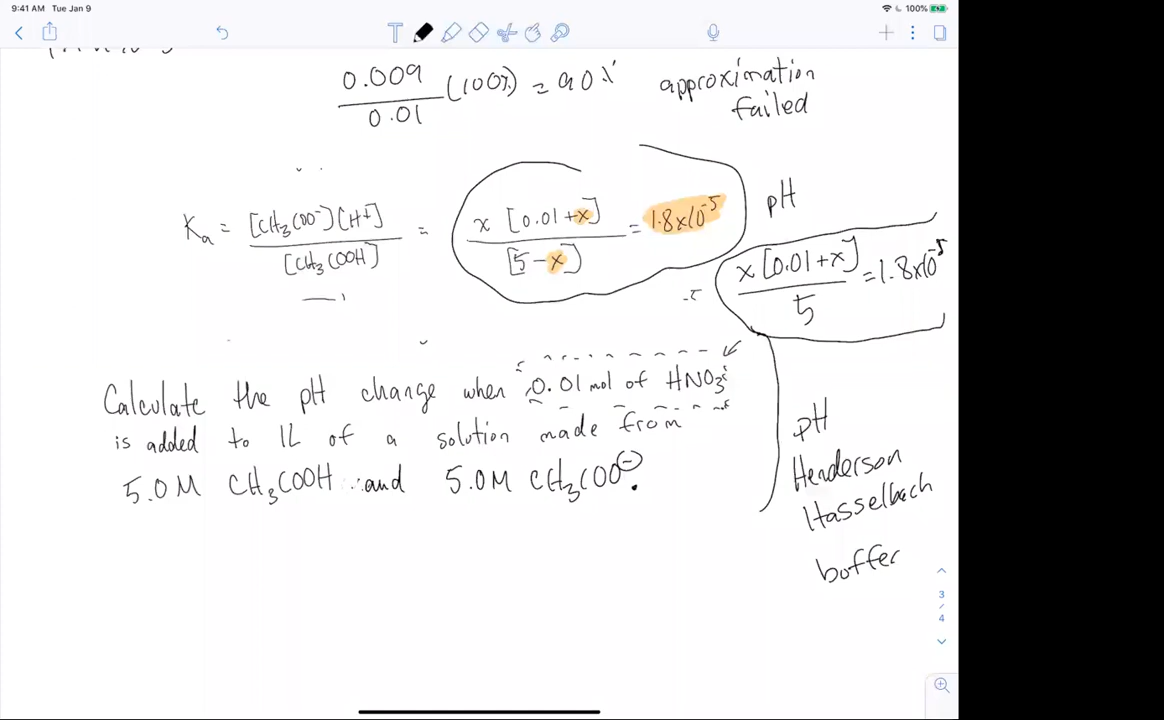 9:41 AM Tue Jan 9
100%
0.009
0.01
(100%) = 90%
approximation
failed
Ka = [CH3COO⁻][H⁺]
[CH3COOH]
= x [0.01+x]
[5-x]
= 1.8x10⁻⁵
pH
x[0.01+x]
5
= 1.8x10⁻⁵
Calculate the pH change when 0.01 mol of HNO3
is added to 1L of a solution made from
5.0M CH3COOH and 5.0M CH3COO⁻.
pH
Henderson
Hasselbach
buffer
3
/
4